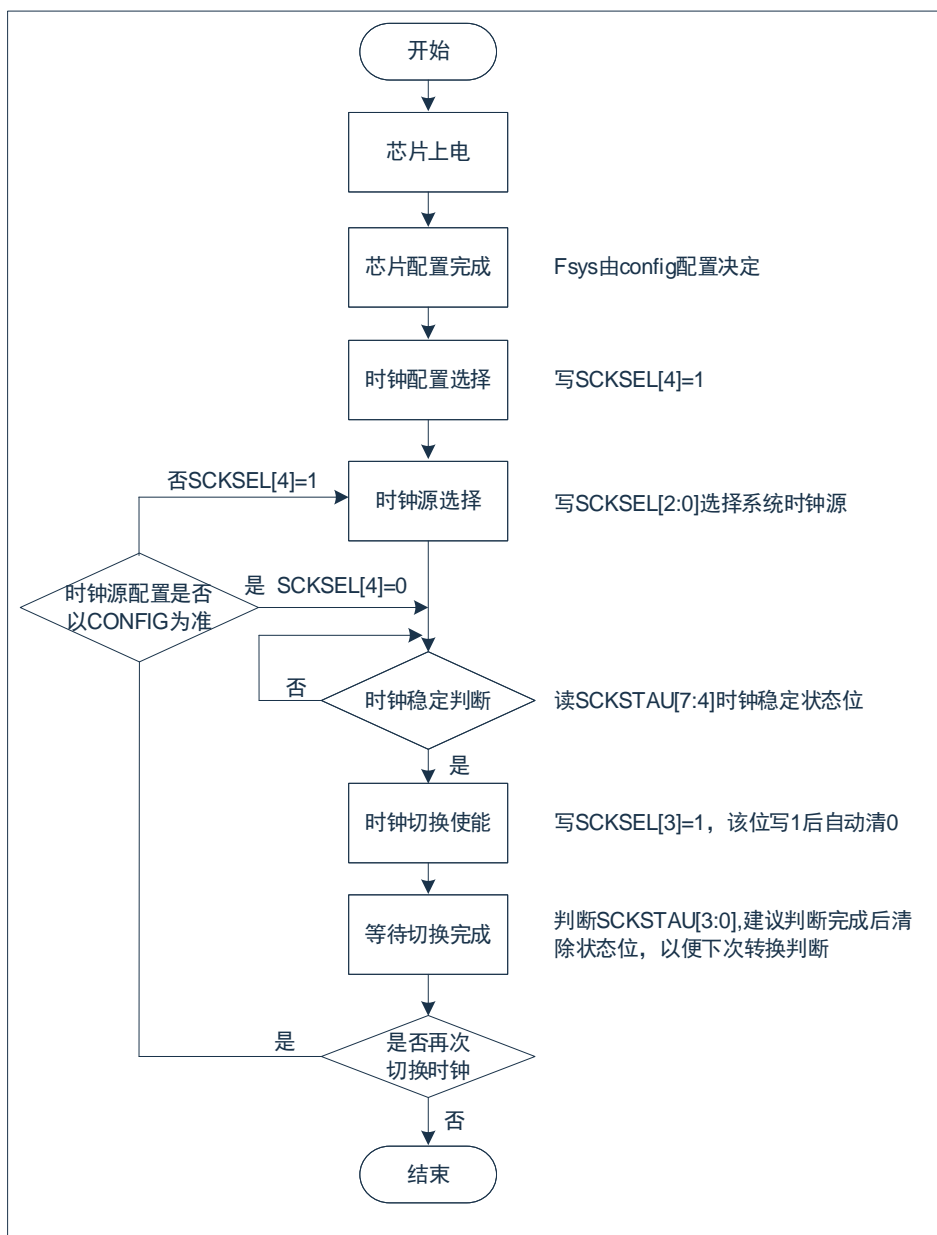 开始
芯片上电
芯片配置完成
Fsys由config配置决定
时钟配置选择
写SCKSEL[4]=1
否SCKSEL[4]=1
时钟源选择
写SCKSEL[2:0]选择系统时钟源
时钟源配置是否
以CONFIG为准
是 SCKSEL[4]=0
否
时钟稳定判断
读SCKSTAU[7:4]时钟稳定状态位
是
时钟切换使能
写SCKSEL[3]=1，该位写1后自动清0
等待切换完成
判断SCKSTAU[3:0],建议判断完成后清
除状态位，以便下次转换判断
是
是否再次
切换时钟
否
结束